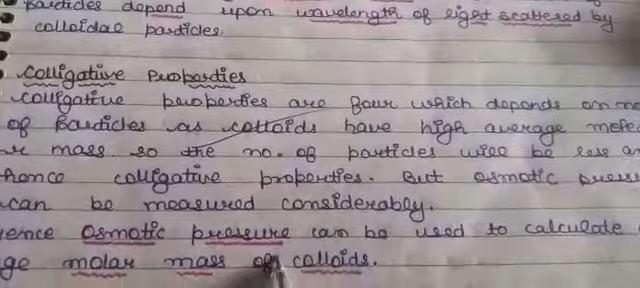 particles depend upon wavelength of light scattered by
colloidae particles.
colligative Properties
colligative properties are Four which depends on
of Particles as colloids have high average
mass so the no. of particles will be less
hence colligative properties. But osmotic
can be measured considerably.
Osmotic pressure can be used to calculate
molar mass of colloids.